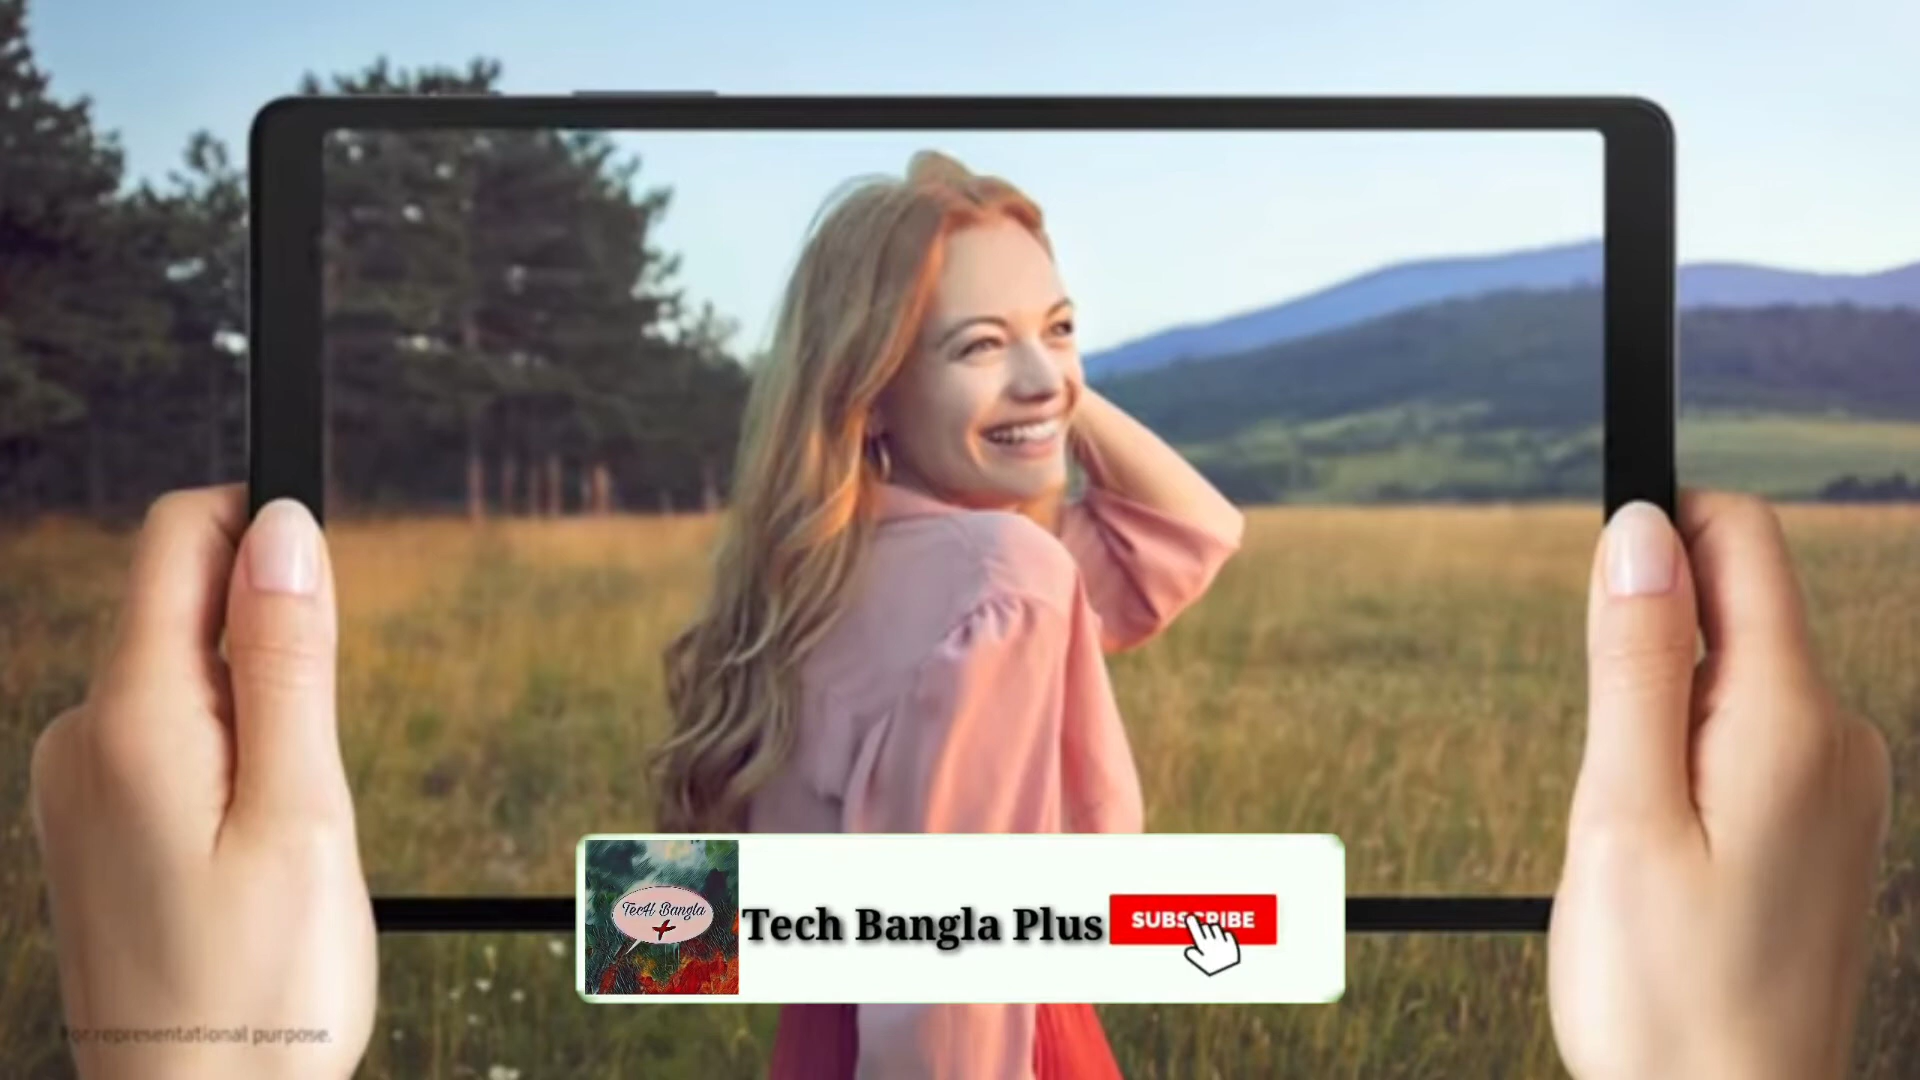 TecH Bangla
+
Tech Bangla Plus
SUBSCRIBE
For representational purpose.